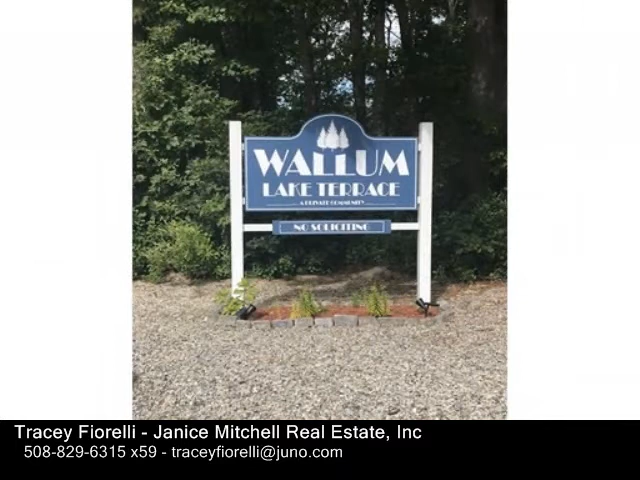 WALLUM
LAKE TERRACE
A PRIVATE COMMUNITY
NO SOLICITING
Tracey Fiorelli - Janice Mitchell Real Estate, Inc
508-829-6315 x59 - traceyfiorelli@juno.com